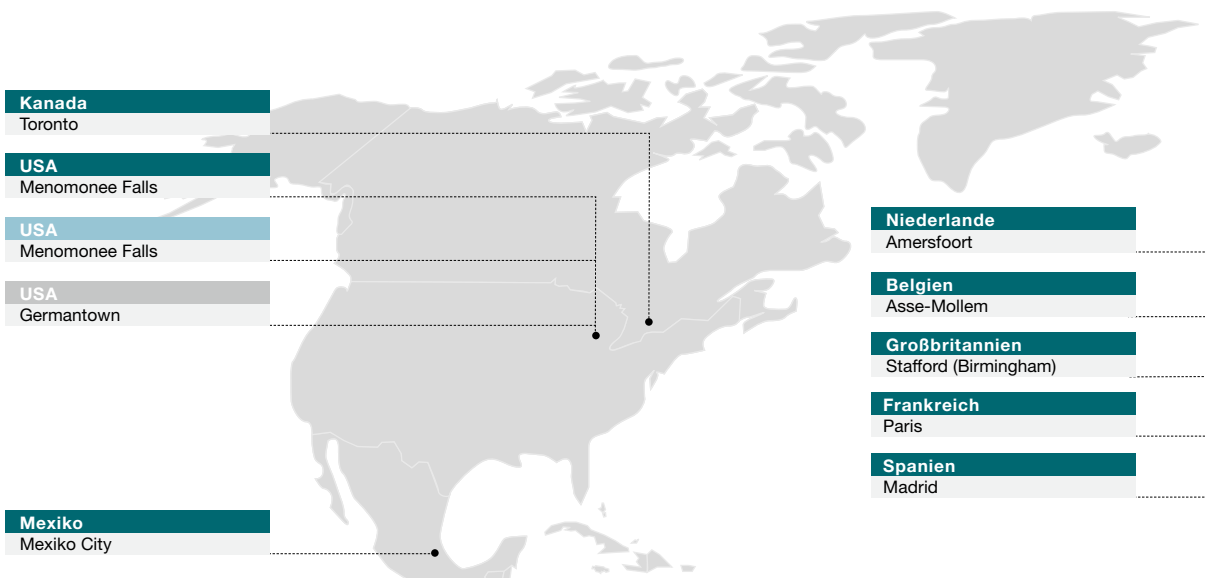 Kanada
Toronto
USA
Menomonee Falls
USA
Menomonee Falls
USA
Germantown
Mexiko
Mexiko City
Niederlande
Amersfoort
Belgien
Asse-Mollem
Großbritannien
Stafford (Birmingham)
Frankreich
Paris
Spanien
Madrid